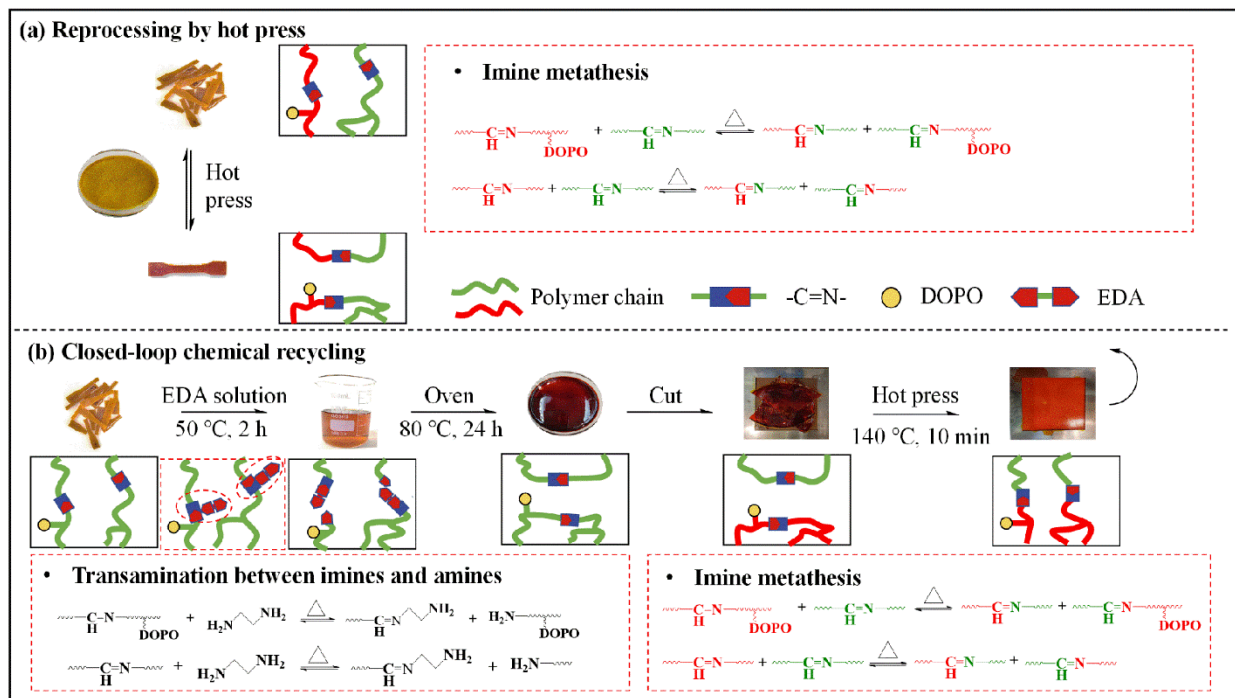 (a) Reprocessing by hot press
• Imine metathesis
C=N + C=N △ C=N + C=N
H DOPO H H H DOPO
C=N + C=N △ C=N + C=N
H H H H
Hot
press
Polymer chain -C=N- DOPO EDA
(b) Closed-loop chemical recycling
EDA solution
50 °C, 2 h
Oven
80 °C, 24 h
Cut
Hot press
140 °C, 10 min
• Transamination between imines and amines
C-N + H₂N NH₂ △ C=N NH₂ + H₂N
H DOPO H DOPO
C=N + H₂N NH₂ △ C=N NH₂ + H₂N
H H
• Imine metathesis
C-N + C=N △ C=N + C=N
H DOPO H H H DOPO
C=N + C=N △ C=N + C=N
H H H H